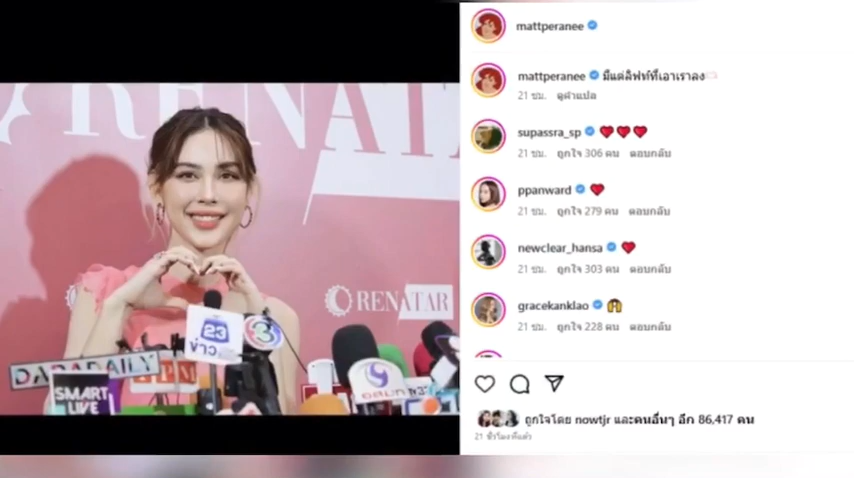 mattperanee
mattperanee มีแต่ลิฟท์ที่เอาเราลง
21 ชม. ดูคำแปล
supassra_sp
21 ชม. ถูกใจ 306 คน ตอบกลับ
ppanward
21 ชม. ถูกใจ 279 คน ตอบกลับ
newclear_hansa
21 ชม. ถูกใจ 303 คน ตอบกลับ
gracekanklao
21 ชม. ถูกใจ 228 คน ตอบกลับ
ถูกใจโดย nowtjr และคนอื่นๆ อีก 86,417 คน
21 ชั่วโมงที่แล้ว
RENATAR
RENATAR
23
ข่าว
3
DARADAILY
SMART
LIVE
PM
อสมท